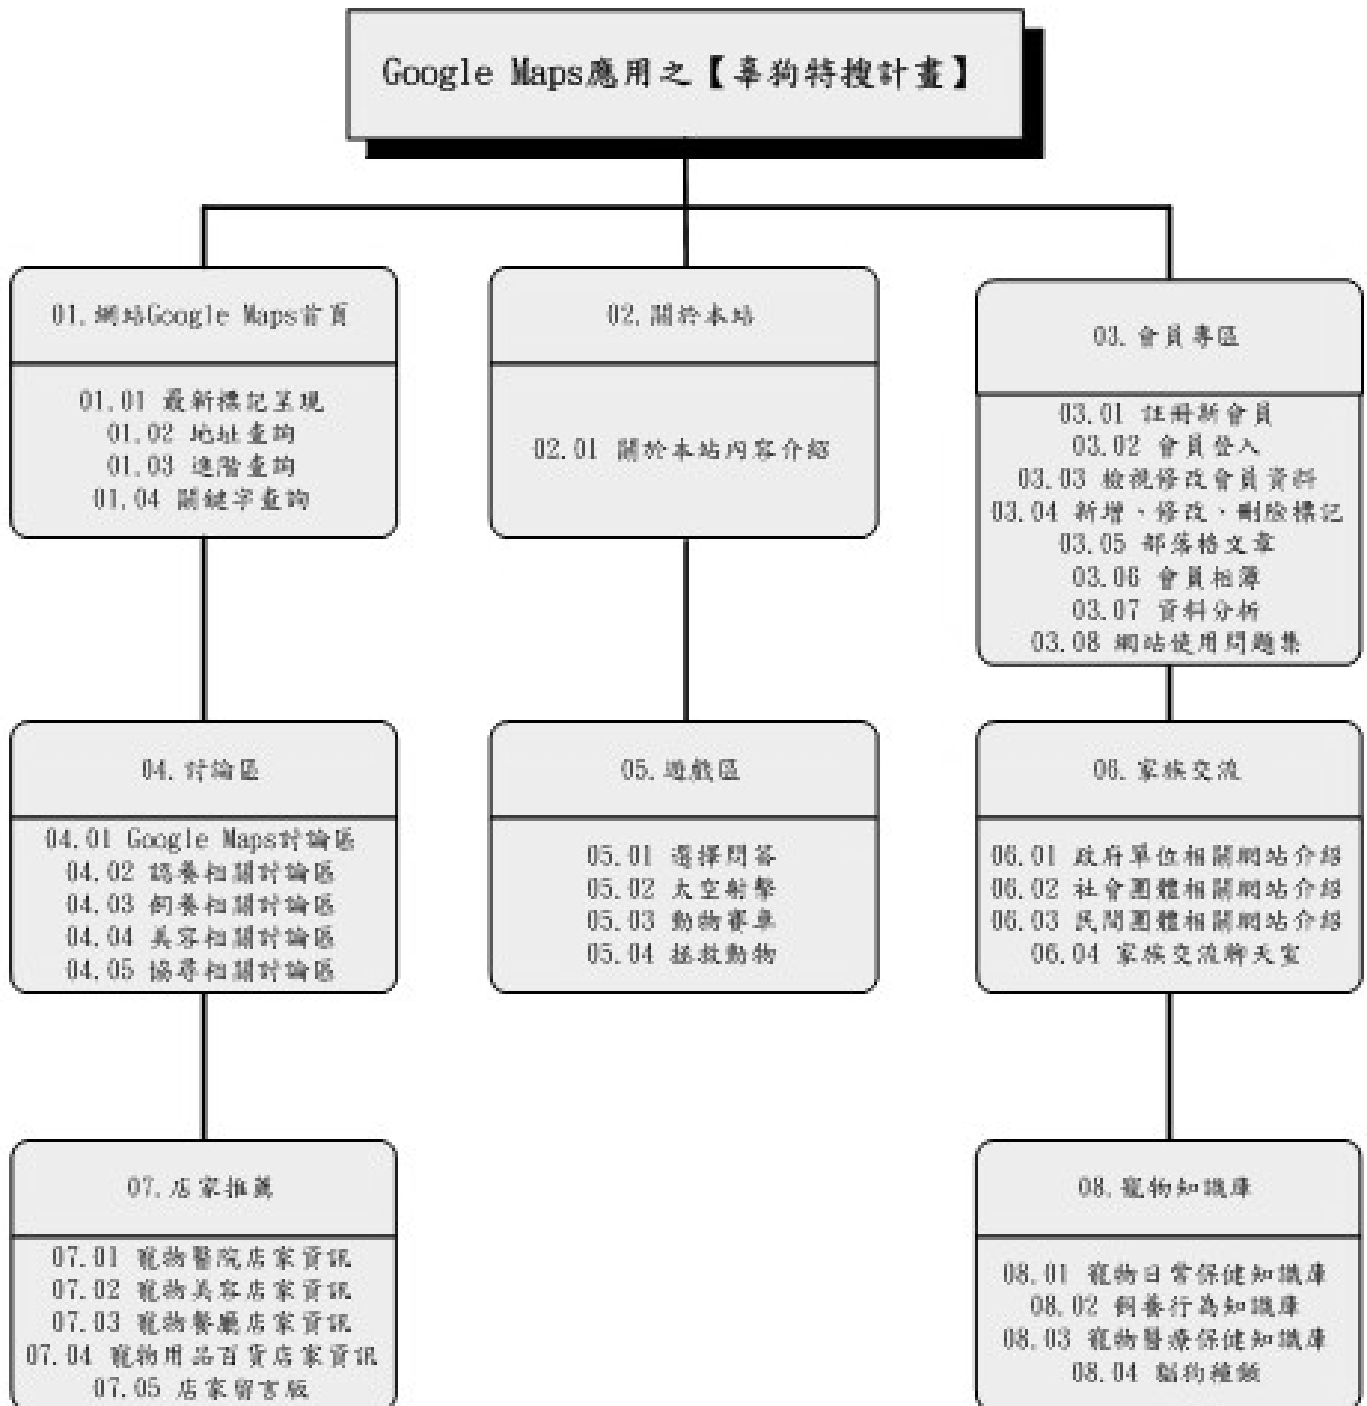 Google Maps應用之【辜狗特搜計畫】
01.網站Google Maps首頁
01.01 最新標記呈現
01.02 地址查詢
01.03 進階查詢
01.04 關鍵字查詢
02.關於本站
02.01 關於本站內容介紹
03.會員專區
03.01 註冊新會員
03.02 會員登入
03.03 檢視修改會員資料
03.04 新增、修改、刪除標記
03.05 部落格文章
03.06 會員相簿
03.07 資料分析
03.08 網站使用問題集
04.討論區
04.01 Google Maps討論區
04.02 認養相關討論區
04.03 飼養相關討論區
04.04 美容相關討論區
04.05 協尋相關討論區
05.遊戲區
05.01 選擇問答
05.02 太空射擊
05.03 動物賽車
05.04 拯救動物
06.家族交流
06.01 政府單位相關網站介紹
06.02 社會團體相關網站介紹
06.03 民間團體相關網站介紹
06.04 家族交流聊天室
07.店家推薦
07.01 寵物醫院店家資訊
07.02 寵物美容店家資訊
07.03 寵物餐廳店家資訊
07.04 寵物用品百貨店家資訊
07.05 店家留言版
08.寵物知識庫
08.01 寵物日常保健知識庫
08.02 飼養行為知識庫
08.03 寵物醫療保健知識庫
08.04 貓狗種類